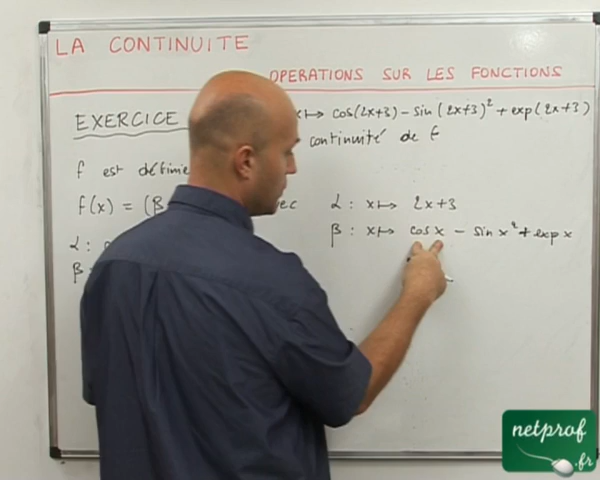 LA CONTINUITE
OPERATIONS SUR LES FONCTIONS
EXERCICE x ↦ cos(2x+3) - sin(2x+3)² + exp(2x+3)
continuité de f
f est définie
f(x) = (β ec α : x ↦ 2x+3
β : x ↦ cos x - sin x² + exp x
α :
β
netprof
.fr